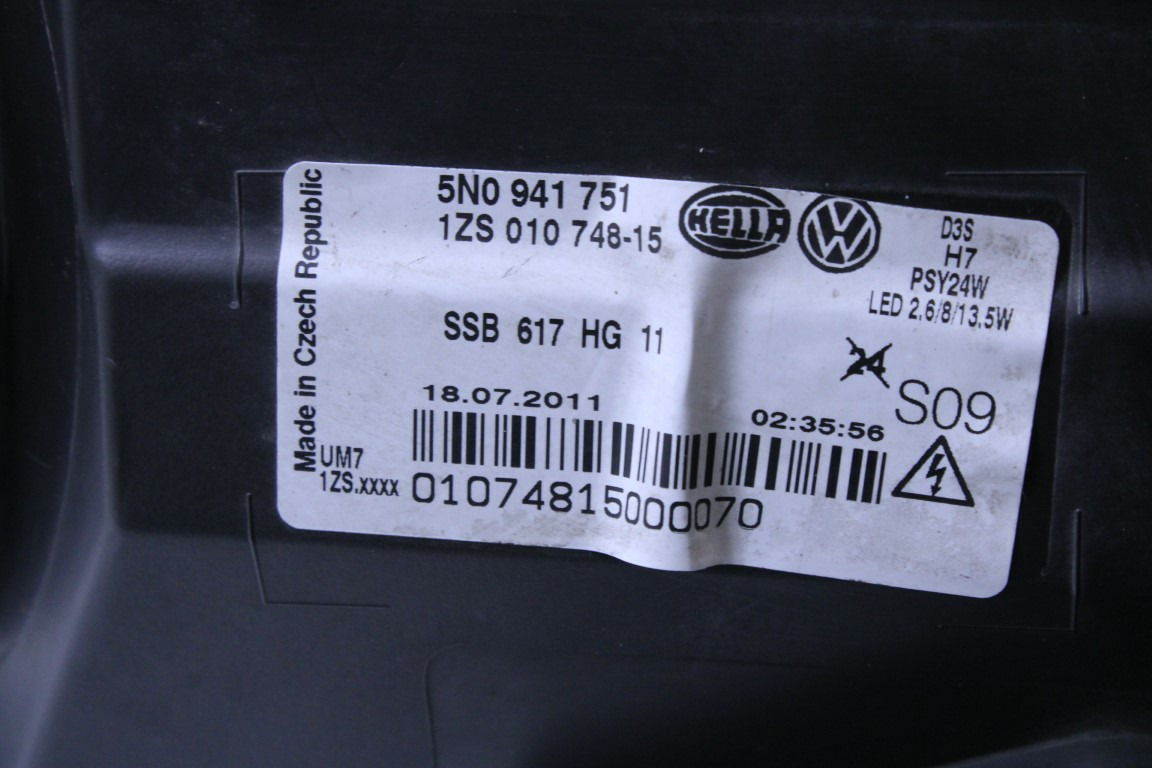 Made in Czech Republic
5N0 941 751
1ZS 010 748-15
HELLA
VW
D3S
H7
PSY24W
LED 2,6/8/13,5W
SSB 617 HG 11
24
S09
18.07.2011
02:35:56
UM7
1ZS.xxxx
01074815000070